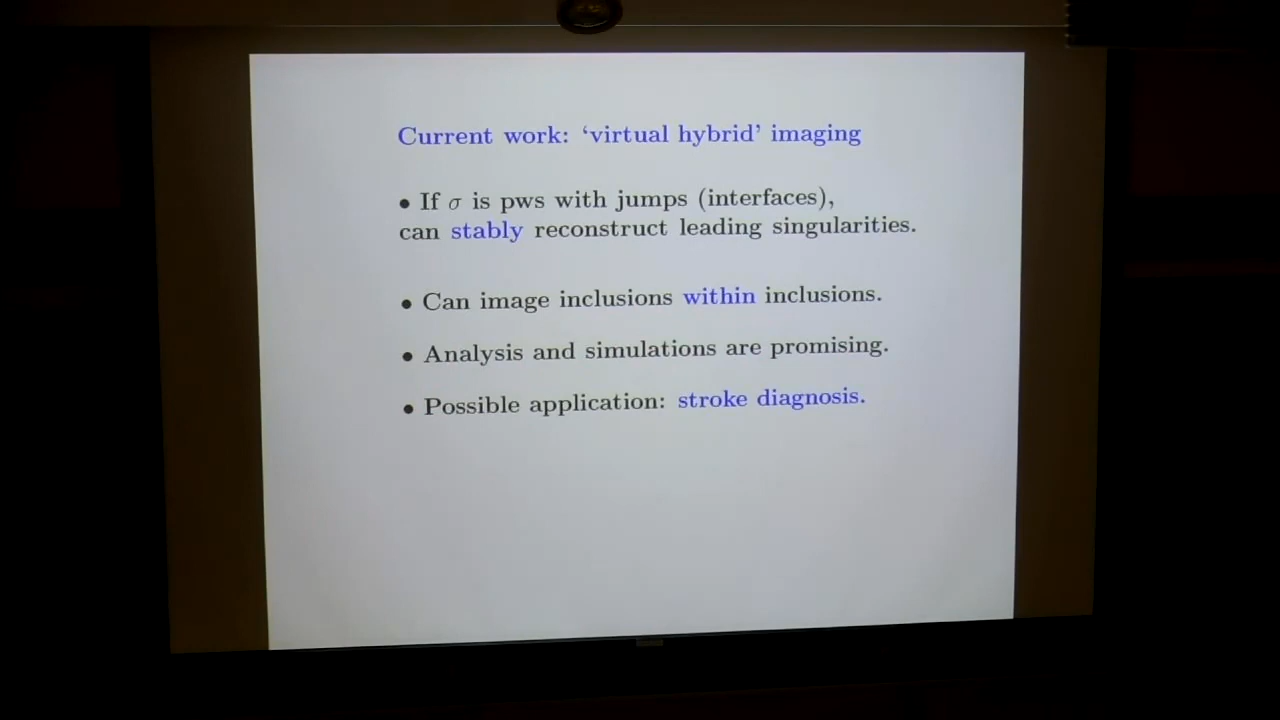 Current work: ‘virtual hybrid’ imaging
• If σ is pws with jumps (interfaces),
can stably reconstruct leading singularities.
• Can image inclusions within inclusions.
• Analysis and simulations are promising.
• Possible application: stroke diagnosis.